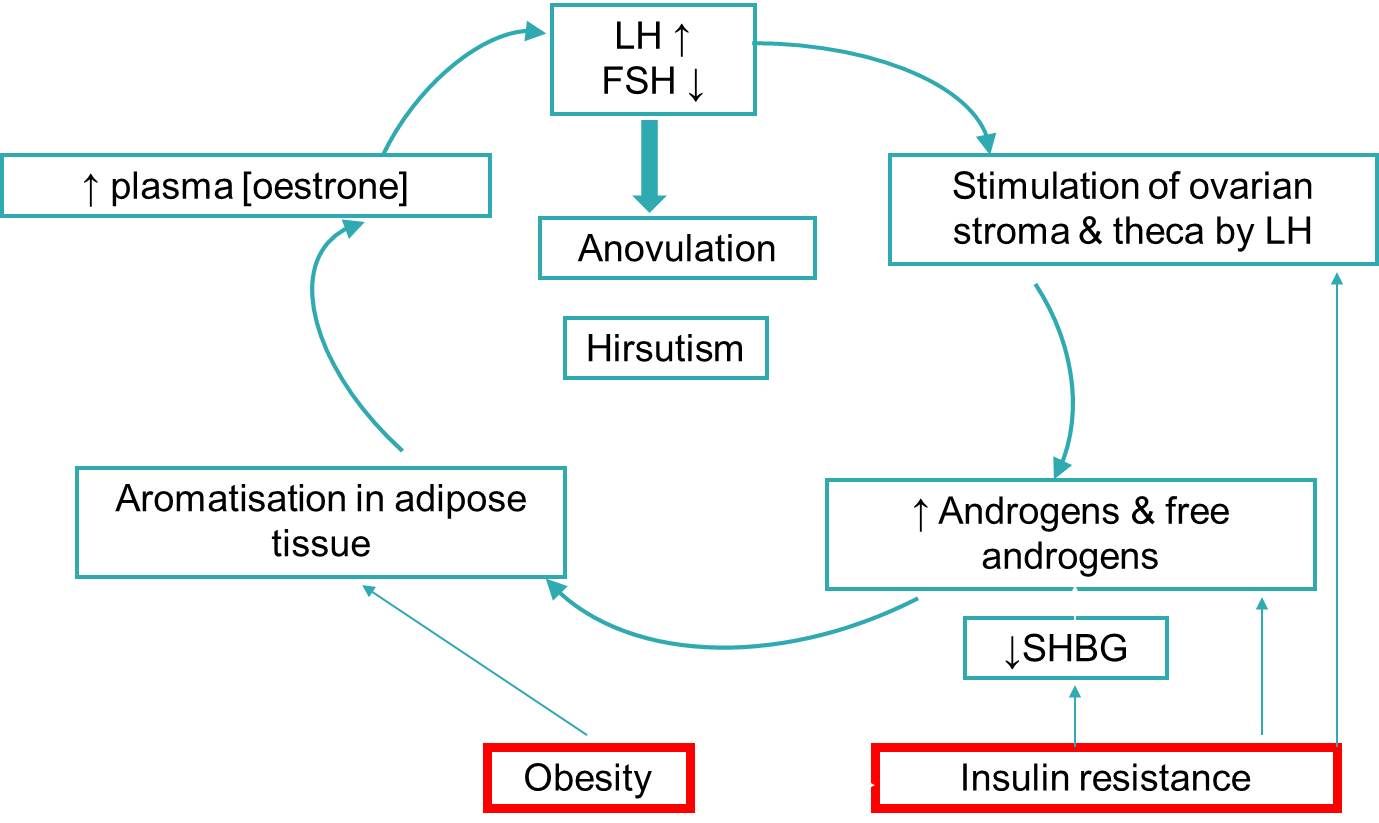 LH ↑
FSH ↓
↑ plasma [oestrone]
Stimulation of ovarian
stroma & theca by LH
Anovulation
Hirsutism
Aromatisation in adipose
tissue
↑ Androgens & free
androgens
↓SHBG
Obesity
Insulin resistance